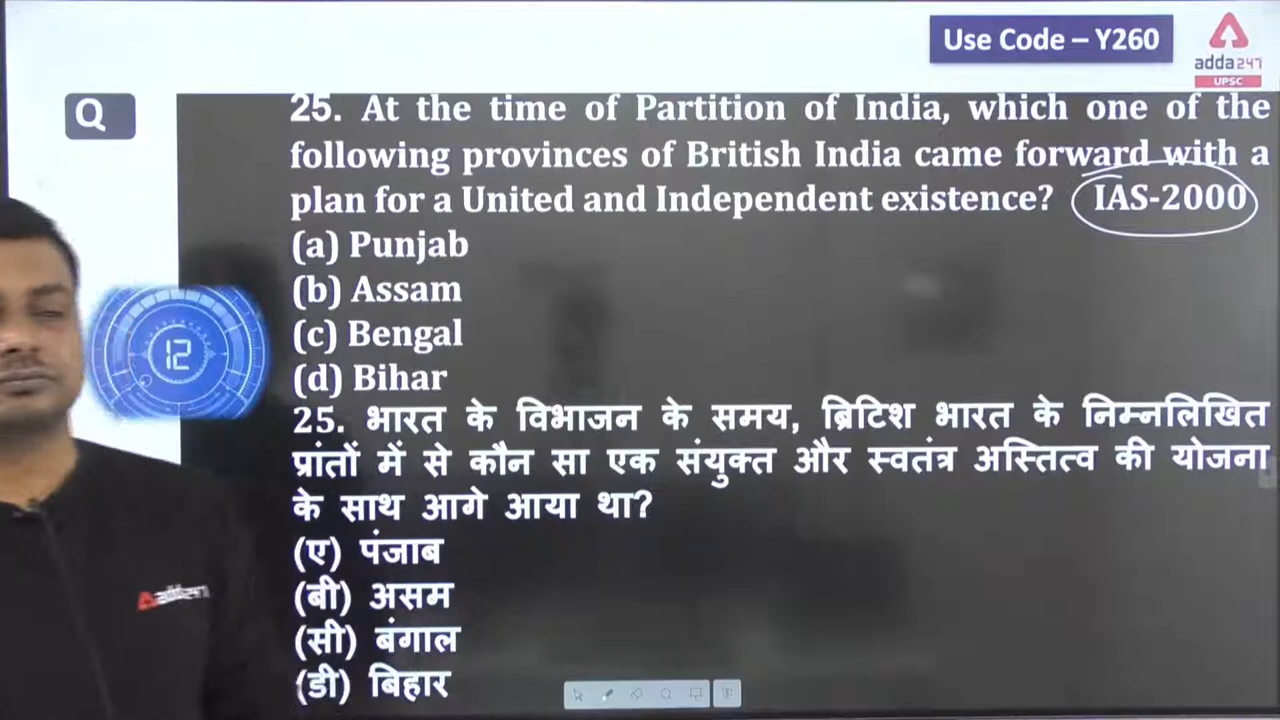 Use Code – Y260
adda247
UPSC
Q
25. At the time of Partition of India, which one of the
following provinces of British India came forward with a
plan for a United and Independent existence? IAS-2000
(a) Punjab
(b) Assam
(c) Bengal
(d) Bihar
12
25. भारत के विभाजन के समय, ब्रिटिश भारत के निम्नलिखित
प्रांतों में से कौन सा एक संयुक्त और स्वतंत्र अस्तित्व की योजना
के साथ आगे आया था?
(ए) पंजाब
(बी) असम
(सी) बंगाल
(डी) बिहार
adda247